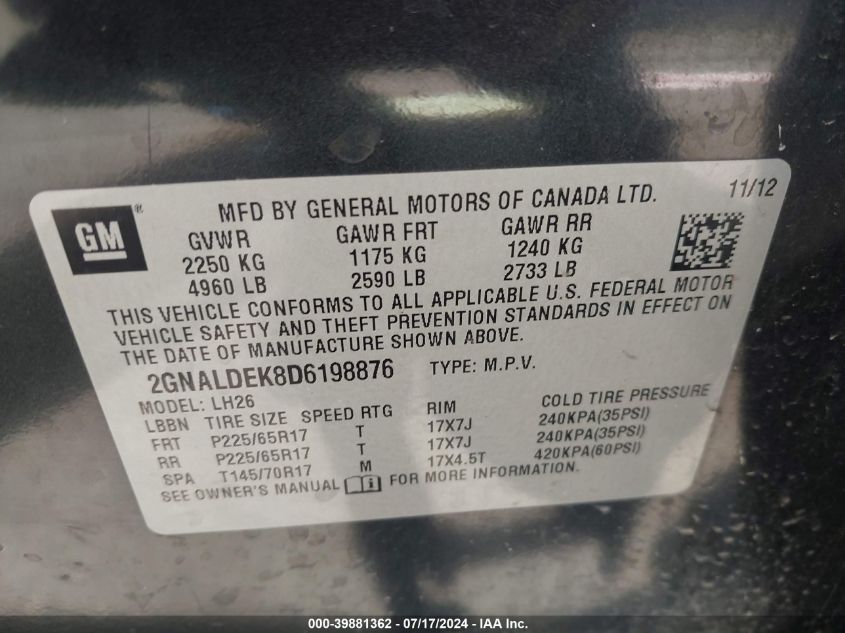 GM ® MFD BY GENERAL MOTORS OF CANADA LTD. 11/12
GVWR GAWR FRT GAWR RR
2250 KG 1175 KG 1240 KG
4960 LB 2590 LB 2733 LB
THIS VEHICLE CONFORMS TO ALL APPLICABLE U.S. FEDERAL MOTOR
VEHICLE SAFETY AND THEFT PREVENTION STANDARDS IN EFFECT ON
THE DATE OF MANUFACTURE SHOWN ABOVE.
2GNALDEK8D6198876 TYPE: M.P.V.
MODEL: LH26
LBBN TIRE SIZE SPEED RTG RIM COLD TIRE PRESSURE
FRT P225/65R17 T 17X7J 240KPA(35PSI)
RR P225/65R17 T 17X7J 240KPA(35PSI)
SPA T145/70R17 M 17X4.5T 420KPA(60PSI)
SEE OWNER'S MANUAL FOR MORE INFORMATION.
000-39881362 - 07/17/2024 - IAA Inc.